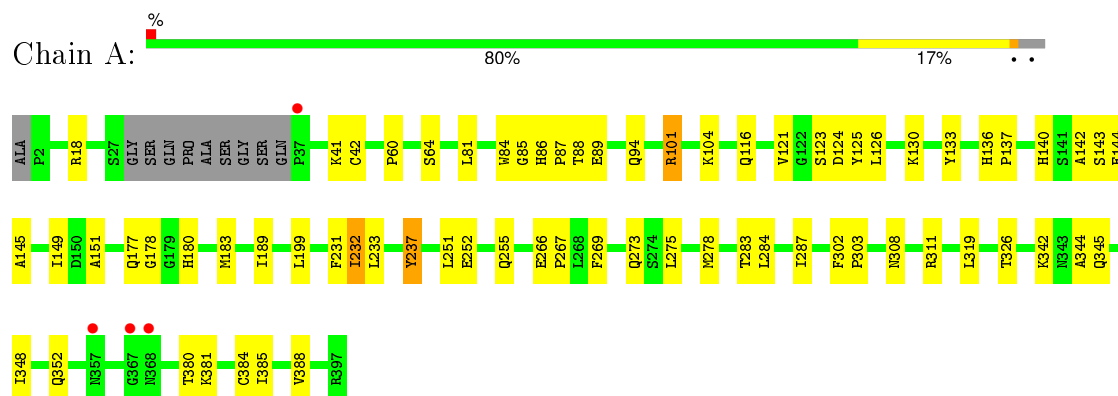 %
Chain A:
80% 17% • •
ALA P2 R18 S27 GLY SER GLN PRO ALA SER GLY SER GLN P37 K41 C42 P60 S64 L81 W84 G85 H86 P87 T88 E89 Q94 R101 K104 Q116 V121 G122 S123 D124 Y125 L126 K130 Y133 H136 P137 H140 S141 A142 S143 E144
A145 I149 D150 A151 Q177 G178 G179 H180 M183 I189 L199 F231 I232 L233 Y237 L251 E252 Q255 E266 P267 L268 F269 Q273 S274 L275 M278 T283 L284 I287 F302 P303 N308 R311 L319 T326 K342 N343 A344 Q345
I348 Q352 N357 G367 N368 T380 K381 C384 I385 V388 R397